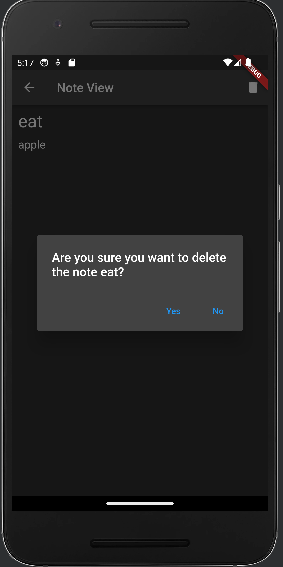 5:17
DEBUG
Note View
eat
apple
Are you sure you want to delete
the note eat?
Yes
No